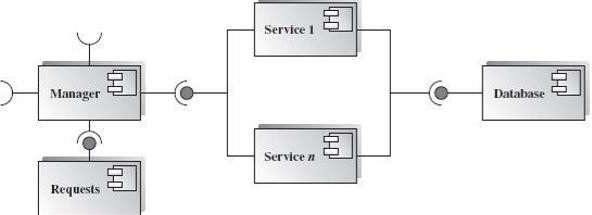 Service 1
Manager
Database
Service n
Requests